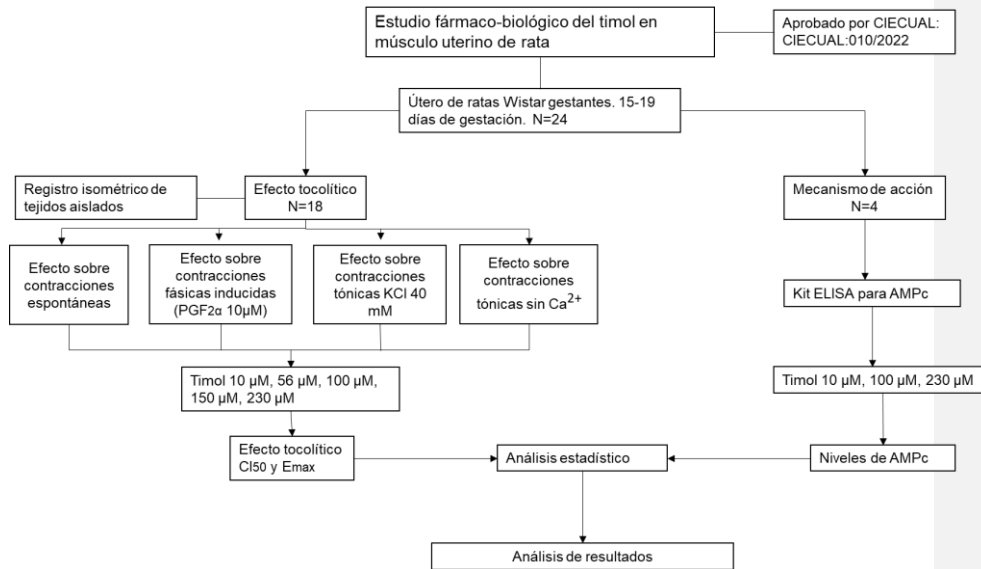 Estudio fármaco-biológico del timol en
músculo uterino de rata
Aprobado por CIECUAL:
CIECUAL:010/2022
Útero de ratas Wistar gestantes. 15-19
días de gestación. N=24
Registro isométrico de
tejidos aislados
Efecto tocolítico
N=18
Mecanismo de acción
N=4
Efecto sobre
contracciones
espontáneas
Efecto sobre
contracciones
fásicas inducidas
(PGF2α 10µM)
Efecto sobre
contracciones
tónicas KCl 40
mM
Efecto sobre
contracciones
tónicas sin Ca²⁺
Kit ELISA para AMPc
Timol 10 µM, 56 µM, 100 µM,
150 µM, 230 µM
Timol 10 µM, 100 µM, 230 µM
Efecto tocolítico
CI50 y Emax
Análisis estadístico
Niveles de AMPc
Análisis de resultados